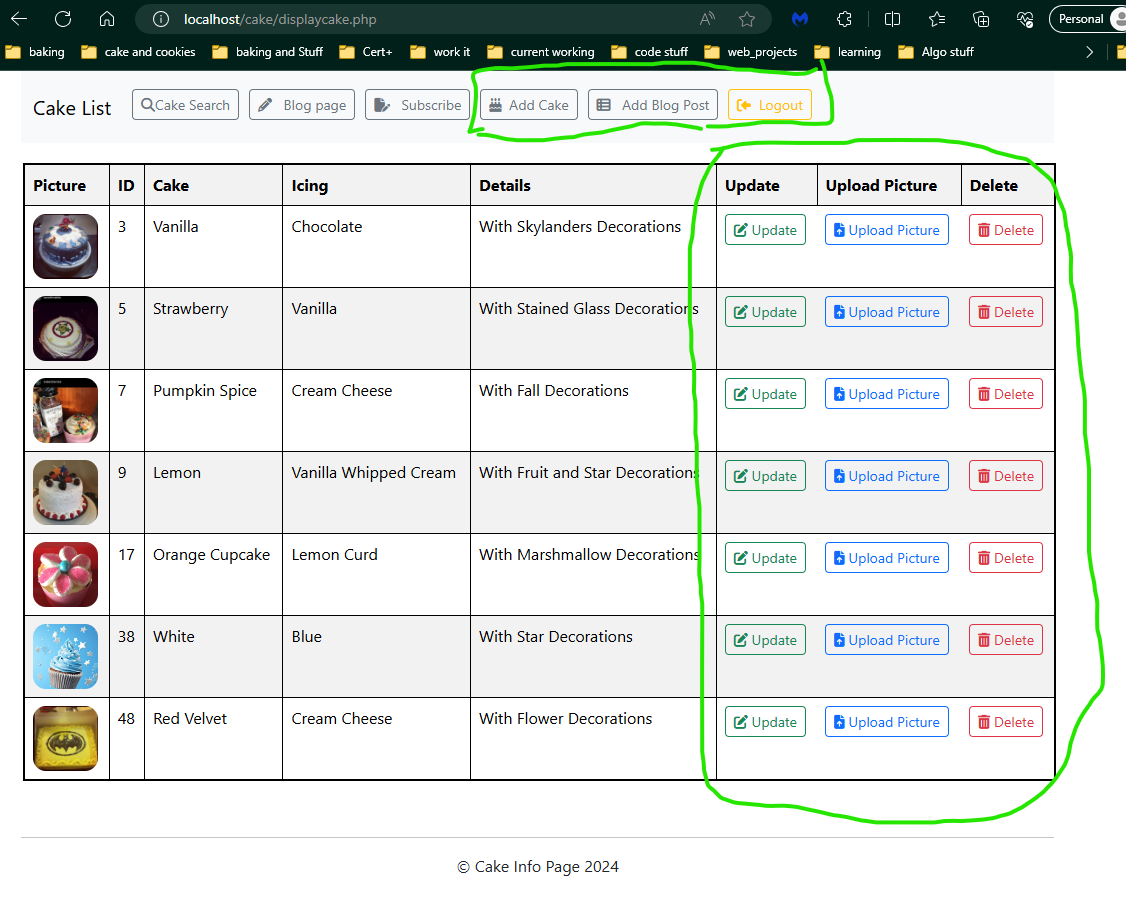 localhost/cake/displaycake.php
Personal
baking cake and cookies baking and Stuff Cert+ work it current working code stuff web_projects learning Algo stuff
Cake List Cake Search Blog page Subscribe Add Cake Add Blog Post Logout
Picture ID Cake Icing Details Update Upload Picture Delete
3 Vanilla Chocolate With Skylanders Decorations Update Upload Picture Delete
5 Strawberry Vanilla With Stained Glass Decorations Update Upload Picture Delete
7 Pumpkin Spice Cream Cheese With Fall Decorations Update Upload Picture Delete
9 Lemon Vanilla Whipped Cream With Fruit and Star Decorations Update Upload Picture Delete
17 Orange Cupcake Lemon Curd With Marshmallow Decorations Update Upload Picture Delete
38 White Blue With Star Decorations Update Upload Picture Delete
48 Red Velvet Cream Cheese With Flower Decorations Update Upload Picture Delete
© Cake Info Page 2024